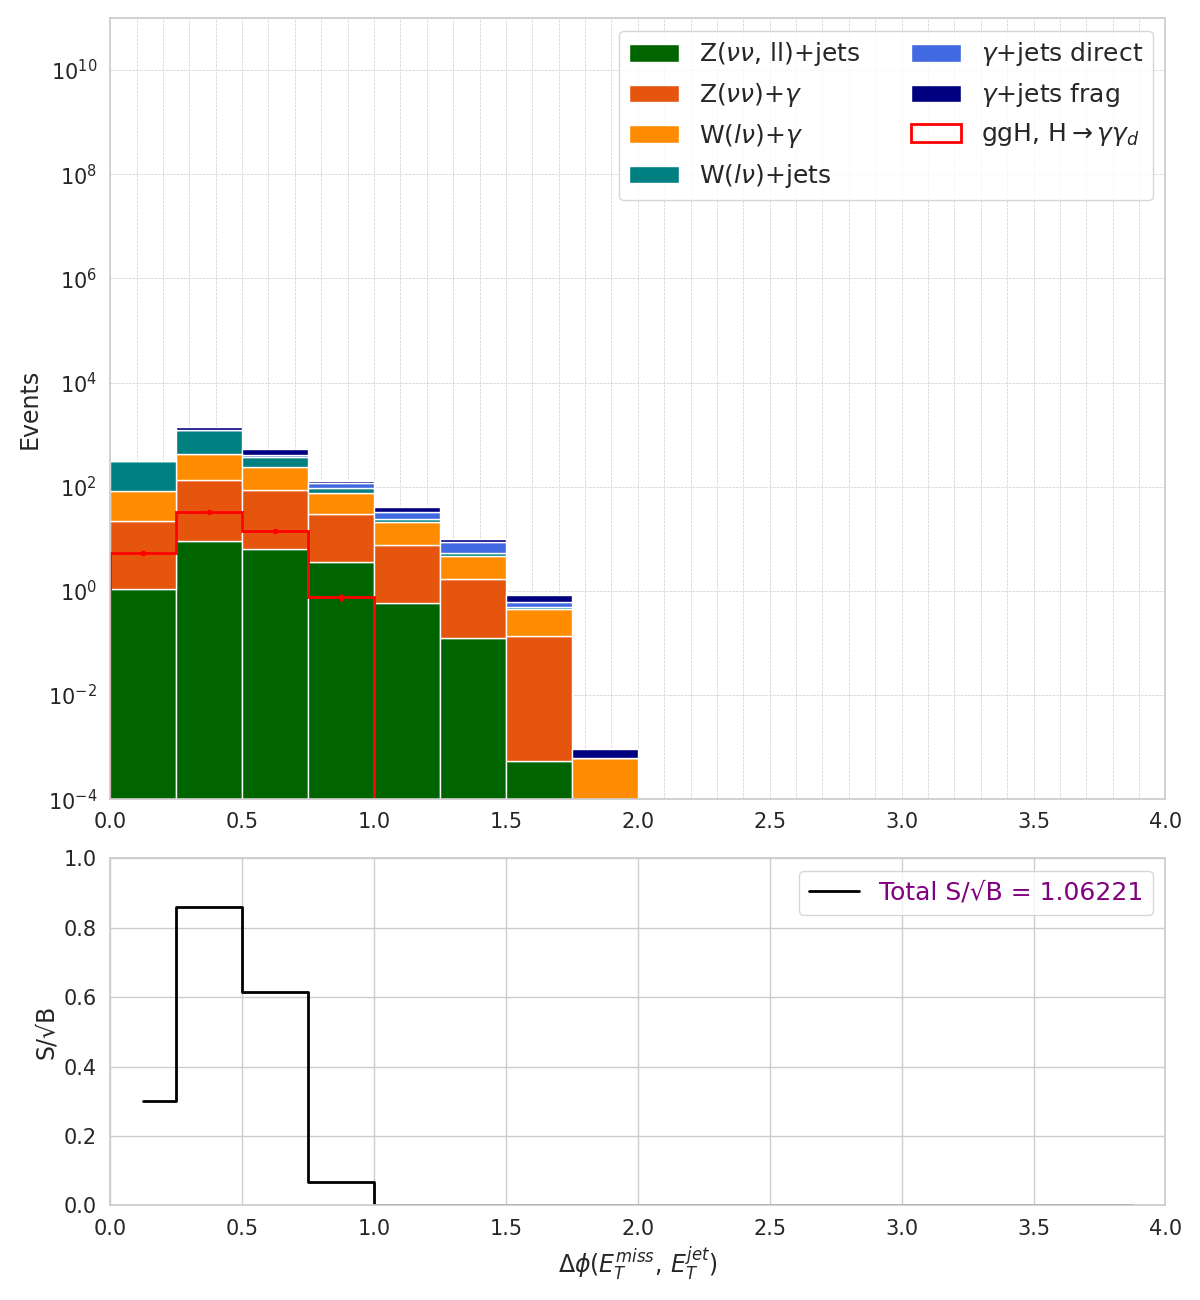 Z(νν, ll)+jets
Z(νν)+γ
W(lν)+γ
W(lν)+jets
γ+jets direct
γ+jets frag
ggH, H→γγ_d
Events
10^10
10^8
10^6
10^4
10^2
10^0
10^−2
10^−4
0.0 0.5 1.0 1.5 2.0 2.5 3.0 3.5 4.0
Total S/√B = 1.06221
S/√B
1.0
0.8
0.6
0.4
0.2
0.0
0.0 0.5 1.0 1.5 2.0 2.5 3.0 3.5 4.0
Δϕ(E_T^miss, E_T^jet)